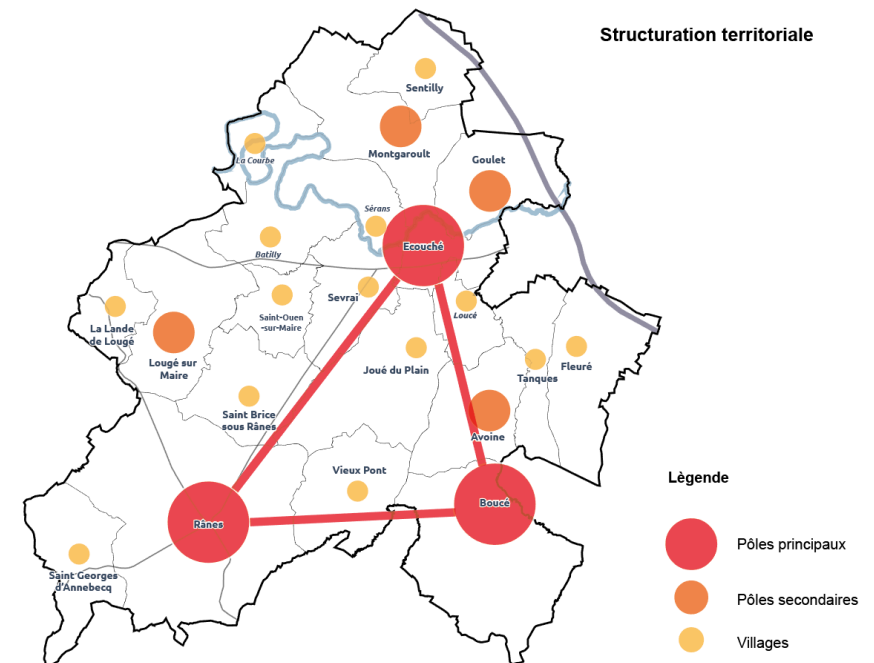 Structuration territoriale
Sentilly
Montgaroult
La Courbe
Goulet
Sérans
Ecouché
Batilly
Sevrai
Saint-Ouen
-sur-Maire
Loucé
La Lande
de Lougé
Lougé sur
Maire
Joué du Plain
Tanques
Fleuré
Saint Brice
sous Rânes
Avoine
Vieux Pont
Boucé
Rânes
Saint Georges
d'Annebecq
Lègende
Pôles principaux
Pôles secondaires
Villages